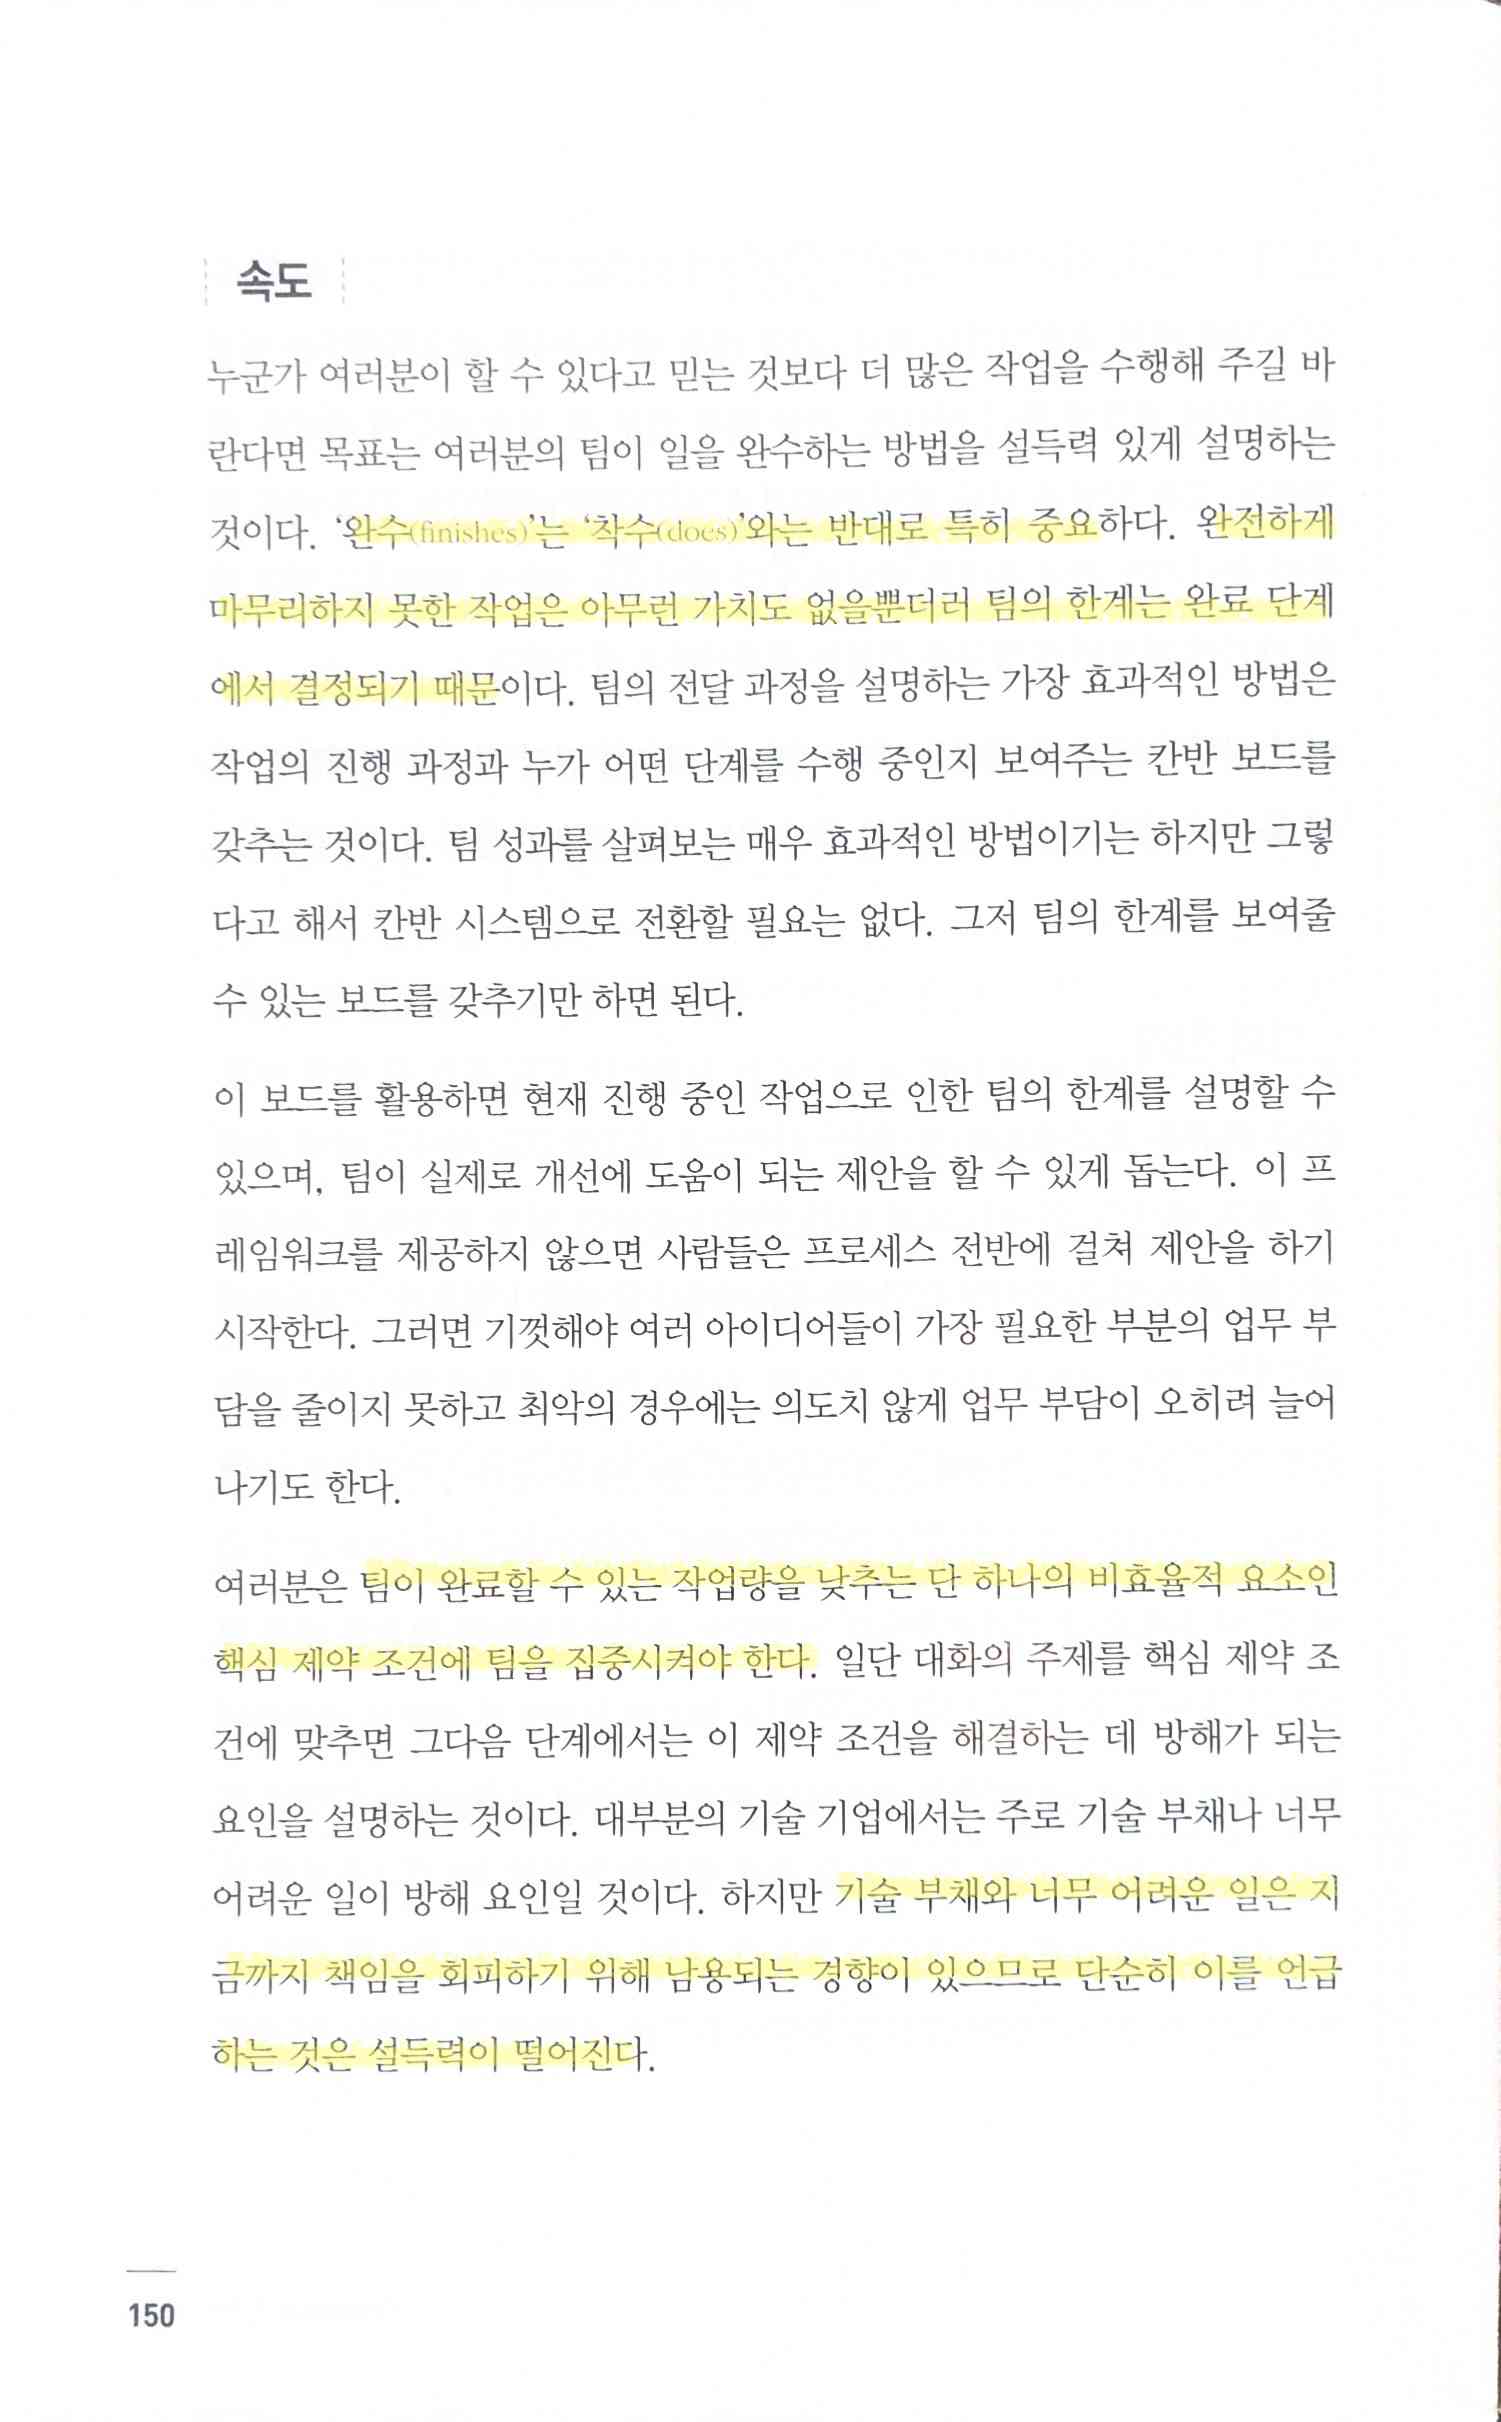 속도
누군가 여러분이 할 수 있다고 믿는 것보다 더 많은 작업을 수행해 주길 바
란다면 목표는 여러분의 팀이 일을 완수하는 방법을 설득력 있게 설명하는
것이다. ‘완수(finishes)’는 ‘착수(does)’와는 반대로 특히 중요하다. 완전하게
마무리하지 못한 작업은 아무런 가치도 없을뿐더러 팀의 한계는 완료 단계
에서 결정되기 때문이다. 팀의 전달 과정을 설명하는 가장 효과적인 방법은
작업의 진행 과정과 누가 어떤 단계를 수행 중인지 보여주는 칸반 보드를
갖추는 것이다. 팀 성과를 살펴보는 매우 효과적인 방법이기는 하지만 그렇
다고 해서 칸반 시스템으로 전환할 필요는 없다. 그저 팀의 한계를 보여줄
수 있는 보드를 갖추기만 하면 된다.
이 보드를 활용하면 현재 진행 중인 작업으로 인한 팀의 한계를 설명할 수
있으며, 팀이 실제로 개선에 도움이 되는 제안을 할 수 있게 돕는다. 이 프
레임워크를 제공하지 않으면 사람들은 프로세스 전반에 걸쳐 제안을 하기
시작한다. 그러면 기껏해야 여러 아이디어들이 가장 필요한 부분의 업무 부
담을 줄이지 못하고 최악의 경우에는 의도치 않게 업무 부담이 오히려 늘어
나기도 한다.
여러분은 팀이 완료할 수 있는 작업량을 낮추는 단 하나의 비효율적 요소인
핵심 제약 조건에 팀을 집중시켜야 한다. 일단 대화의 주제를 핵심 제약 조
건에 맞추면 그다음 단계에서는 이 제약 조건을 해결하는 데 방해가 되는
요인을 설명하는 것이다. 대부분의 기술 기업에서는 주로 기술 부채나 너무
어려운 일이 방해 요인일 것이다. 하지만 기술 부채와 너무 어려운 일은 지
금까지 책임을 회피하기 위해 남용되는 경향이 있으므로 단순히 이를 언급
하는 것은 설득력이 떨어진다.
150